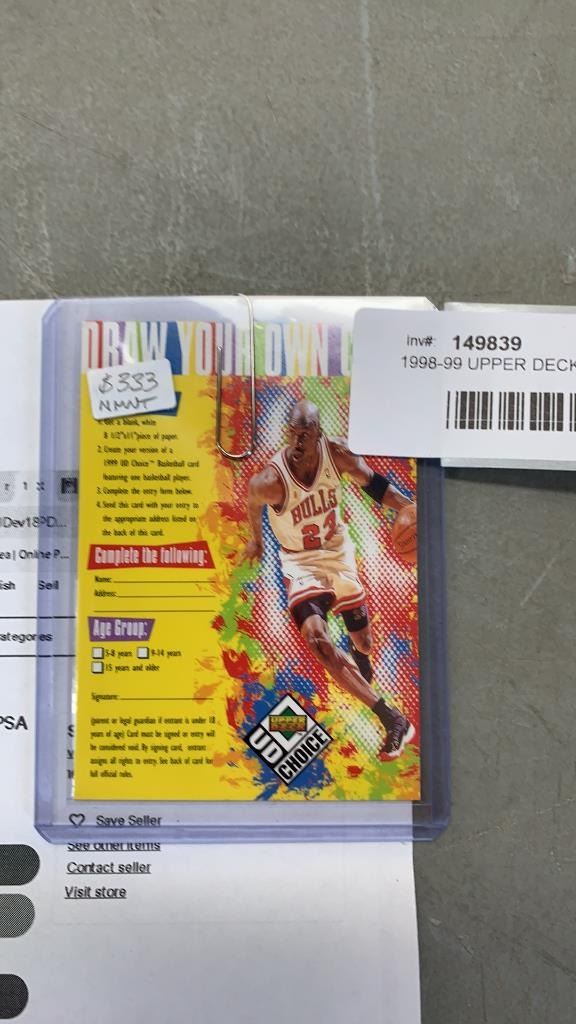 DRAW YOUR OWN C
$333
NMNT
Inv#: 149839
1998-99 UPPER DECK
1. Get a blank, white
8 1/2"x11" piece of paper.
2. Create your version of a
1999 UD Choice™ Basketball card
featuring one basketball player.
3. Complete the entry form below.
4. Send this card with your entry to
the appropriate address listed on
the back of this card.
Complete the following:
Name:
Address:
Age Group:
5-8 years 9-14 years
15 years and older
Signature:
(parent or legal guardian if entrant is under 18
years of age) Card must be signed or entry will
be considered void. By signing card, entrant
assigns all rights to entry. See back of card for
full official rules.
BULLS
23
UPPER DECK
UD CHOICE
Dev18PD...
ea | Online P...
ish Sell
ategories
PSA
Save Seller
See other items
Contact seller
Visit store